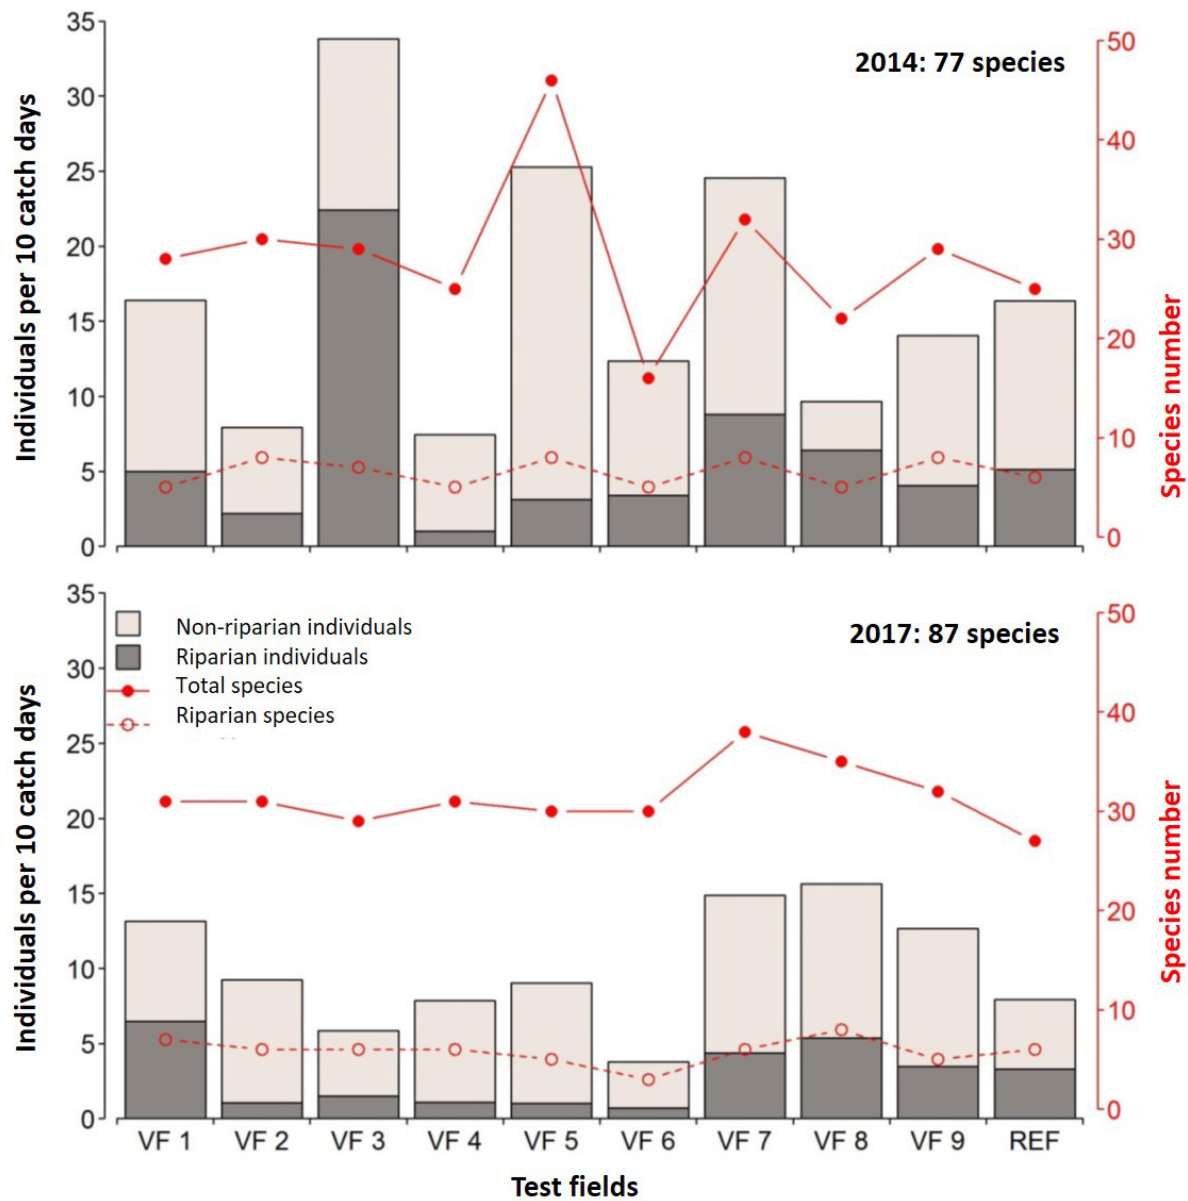 35
30
25
20
15
10
5
0
Individuals per 10 catch days
2014: 77 species
50
40
30
20
10
0
Species number
35
30
25
20
15
10
5
0
Individuals per 10 catch days
Non-riparian individuals
Riparian individuals
Total species
Riparian species
2017: 87 species
50
40
30
20
10
0
Species number
VF 1 VF 2 VF 3 VF 4 VF 5 VF 6 VF 7 VF 8 VF 9 REF
Test fields